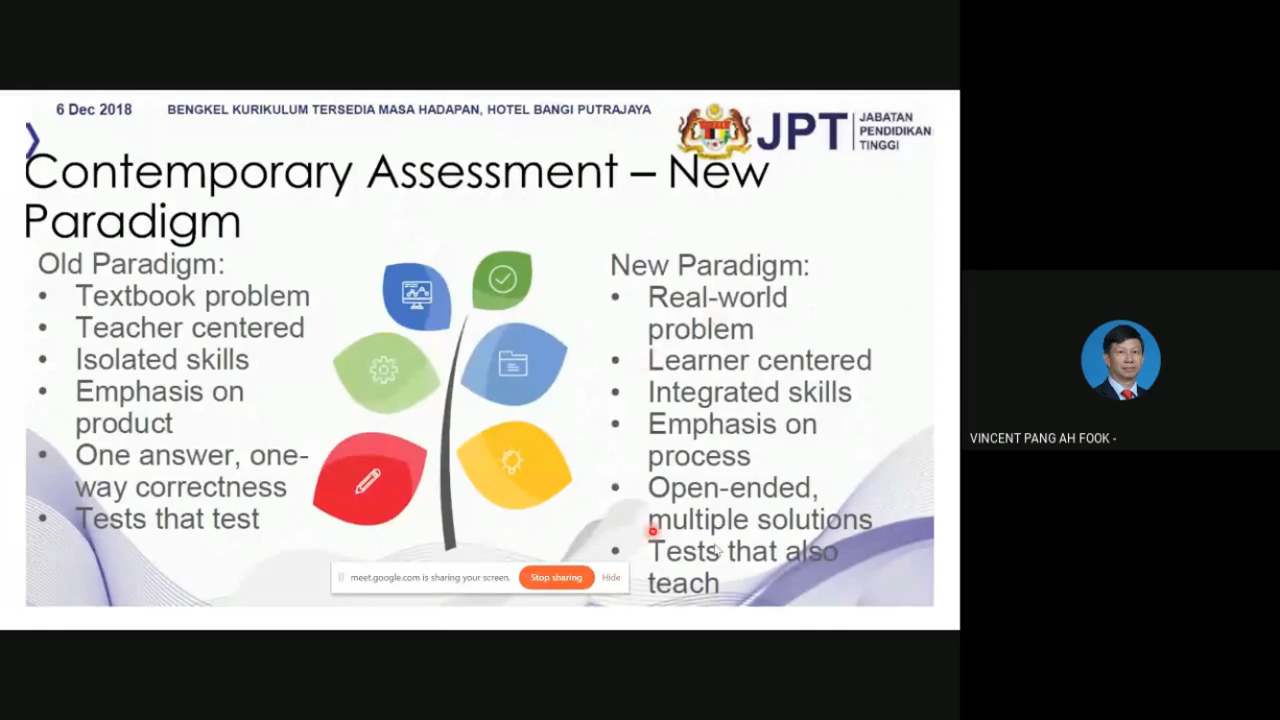 6 Dec 2018
BENGKEL KURIKULUM TERSEDIA MASA HADAPAN, HOTEL BANGI PUTRAJAYA
JPT
JABATAN
PENDIDIKAN
TINGGI
Contemporary Assessment – New
Paradigm
Old Paradigm:
• Textbook problem
• Teacher centered
• Isolated skills
• Emphasis on
product
• One answer, one-
way correctness
• Tests that test
New Paradigm:
• Real-world
problem
• Learner centered
• Integrated skills
• Emphasis on
process
• Open-ended,
multiple solutions
• Tests that also
teach
meet.google.com is sharing your screen.
Stop sharing
Hide
VINCENT PANG AH FOOK -